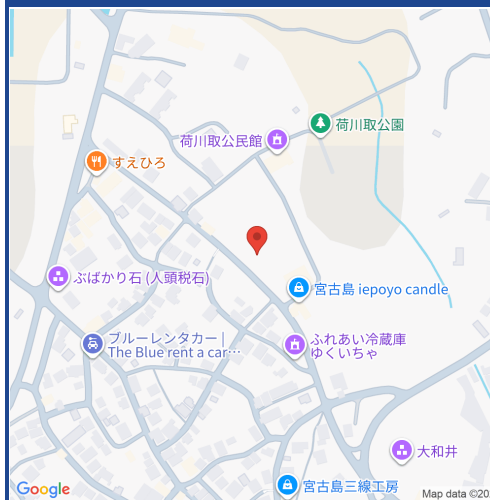 荷川取公園
荷川取公民館
すえひろ
ぶばかり石 (人頭税石)
宮古島 iepoyo candle
ブルーレンタカー |
The Blue rent a car…
ふれあい冷蔵庫
ゆくいちゃ
大和井
宮古島三線工房
Google
Map data ©20